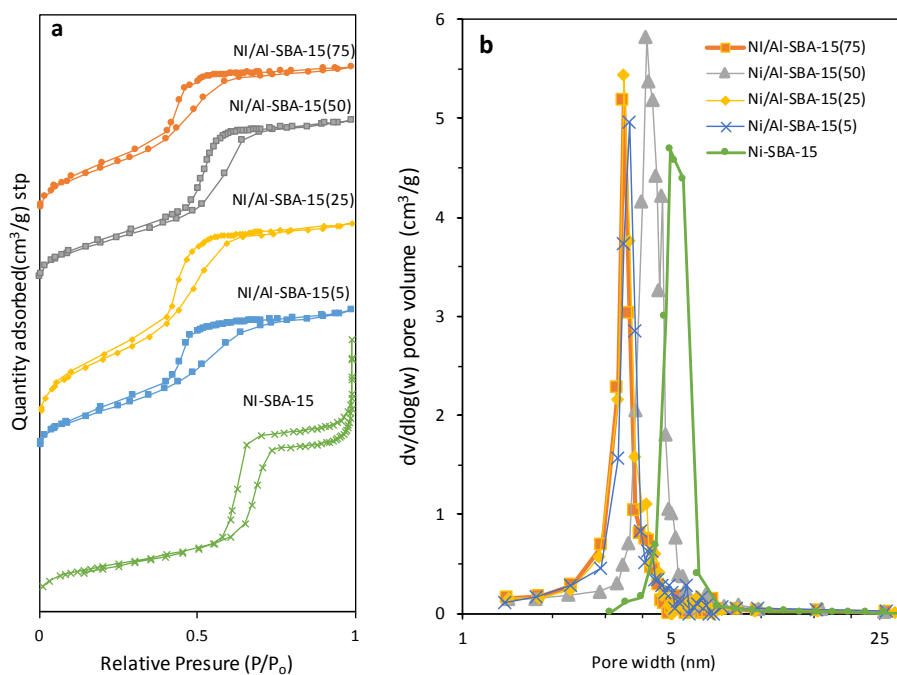 a
NI/Al-SBA-15(75)
NI/Al-SBA-15(50)
NI/Al-SBA-15(25)
NI/Al-SBA-15(5)
NI-SBA-15
Quantity adsorbed(cm³/g) stp
0
0.5
1
Relative Presure (P/Pₒ)
b
NI/Al-SBA-15(75)
Ni/Al-SBA-15(50)
Ni/Al-SBA-15(25)
Ni/Al-SBA-15(5)
Ni-SBA-15
dv/dlog(w) pore volume (cm³/g)
6
5
4
3
2
1
0
1
5
25
Pore width (nm)